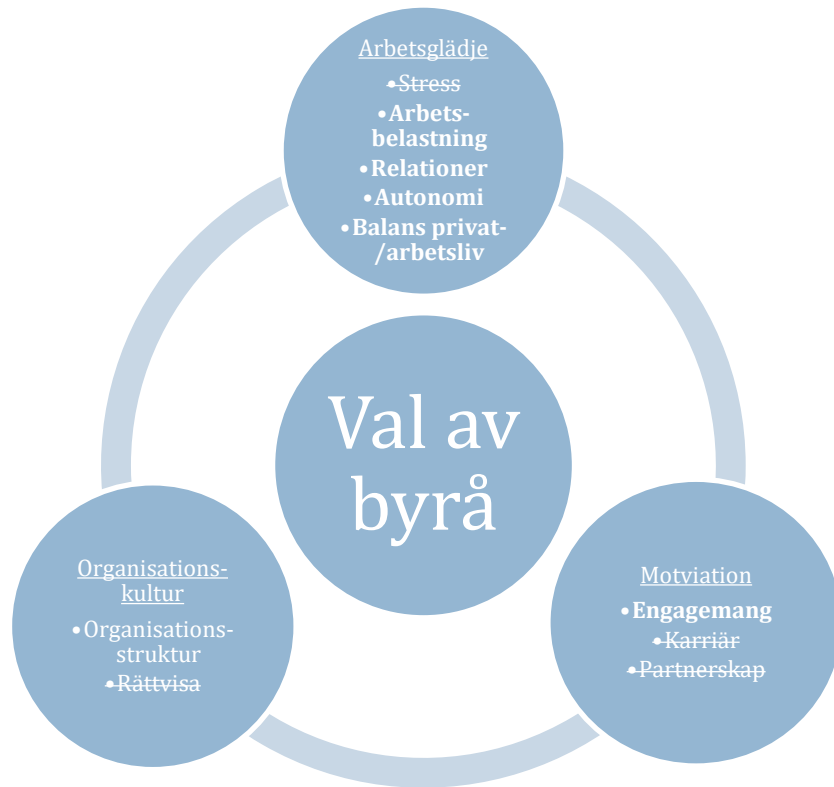 Arbetsglädje
•Stress
•Arbets-
belastning
•Relationer
•Autonomi
•Balans privat-
/arbetsliv
Val av
byrå
Organisations-
kultur
•Organisations-
struktur
•Rättvisa
Motviation
•Engagemang
•Karriär
•Partnerskap